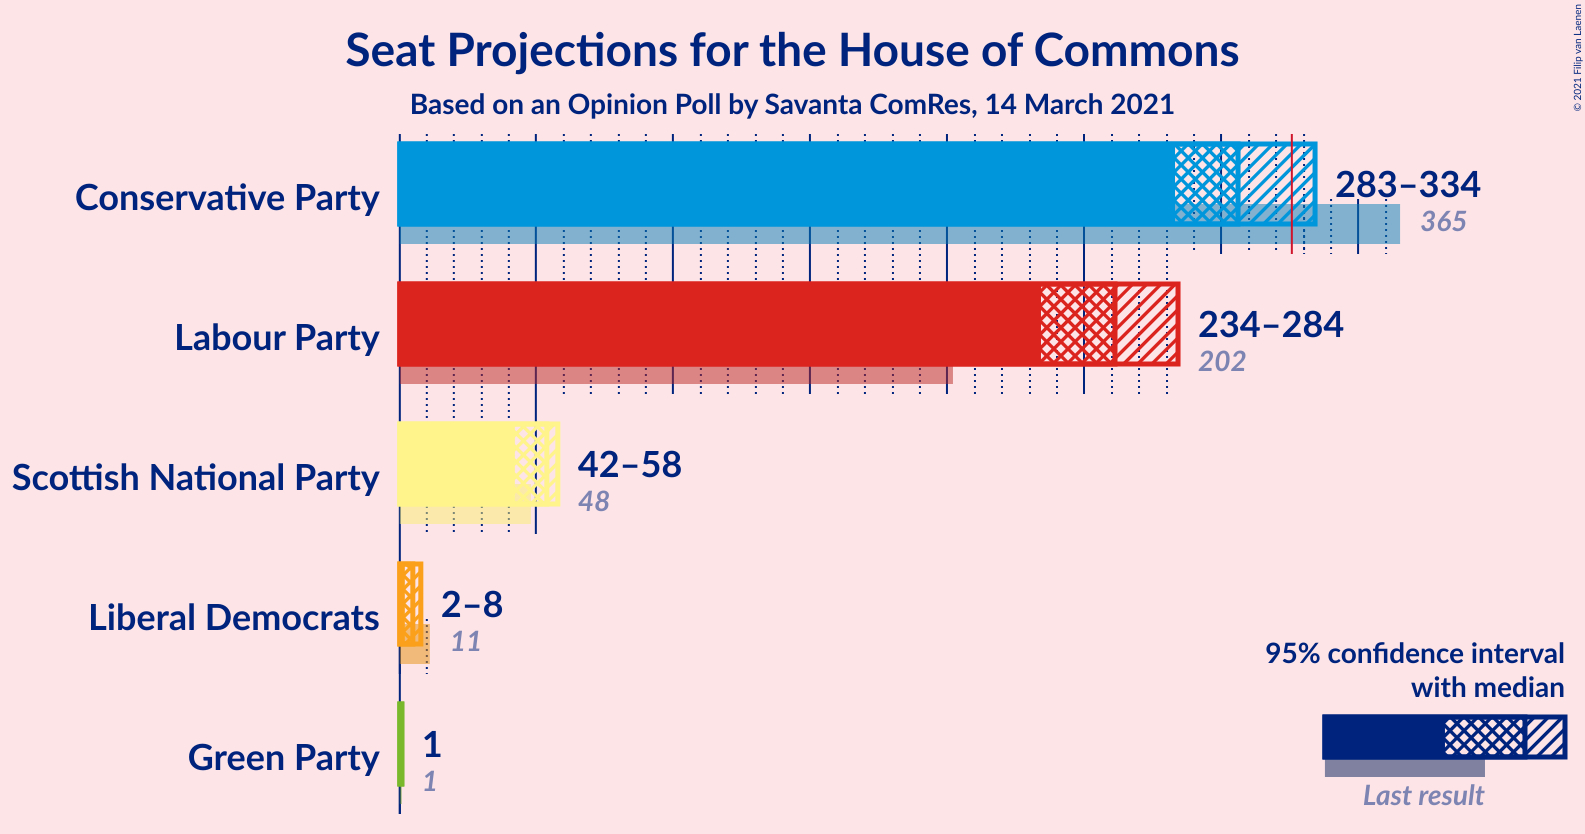 Seat Projections for the House of Commons
Based on an Opinion Poll by Savanta ComRes, 14 March 2021
© 2021 Filip van Laenen
Conservative Party
283–334
365
Labour Party
234–284
202
Scottish National Party
42–58
48
Liberal Democrats
2–8
11
Green Party
1
1
95% confidence interval
with median
Last result